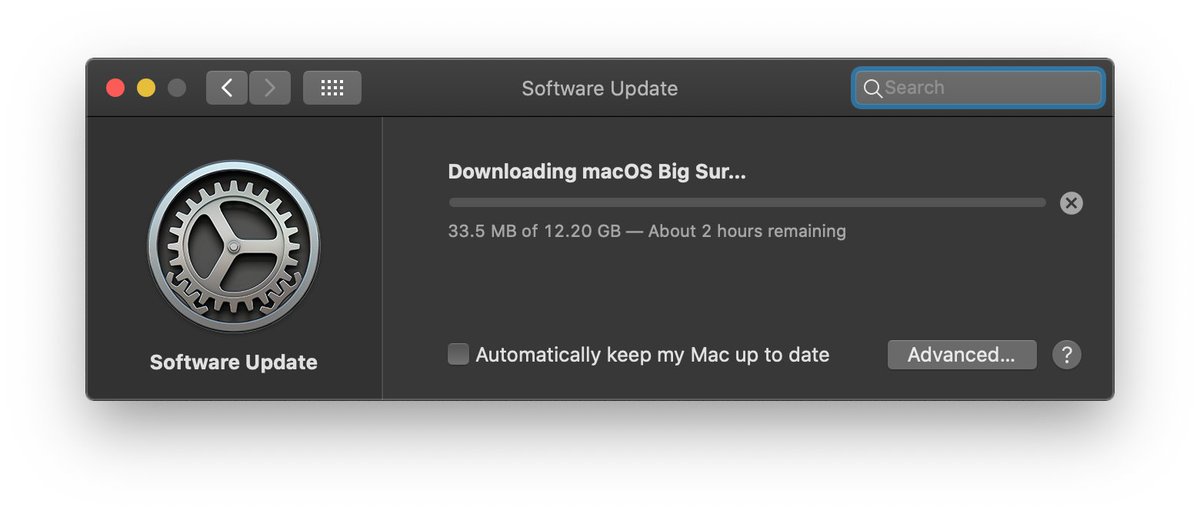 Software Update
Search
Software Update
Downloading macOS Big Sur...
33.5 MB of 12.20 GB — About 2 hours remaining
Automatically keep my Mac up to date
Advanced...
?